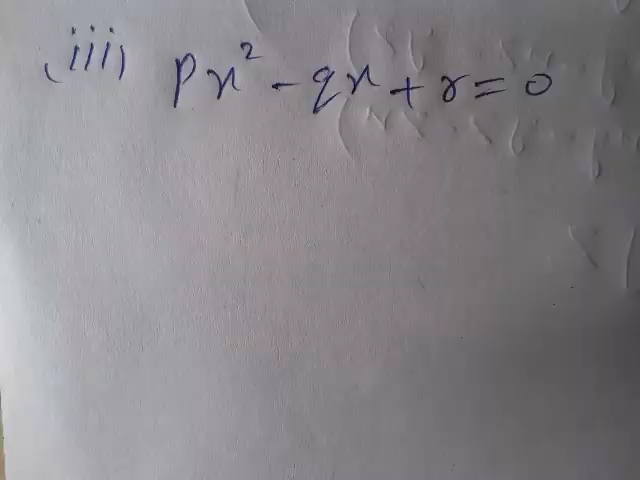 (iii) px² - qx + r = 0